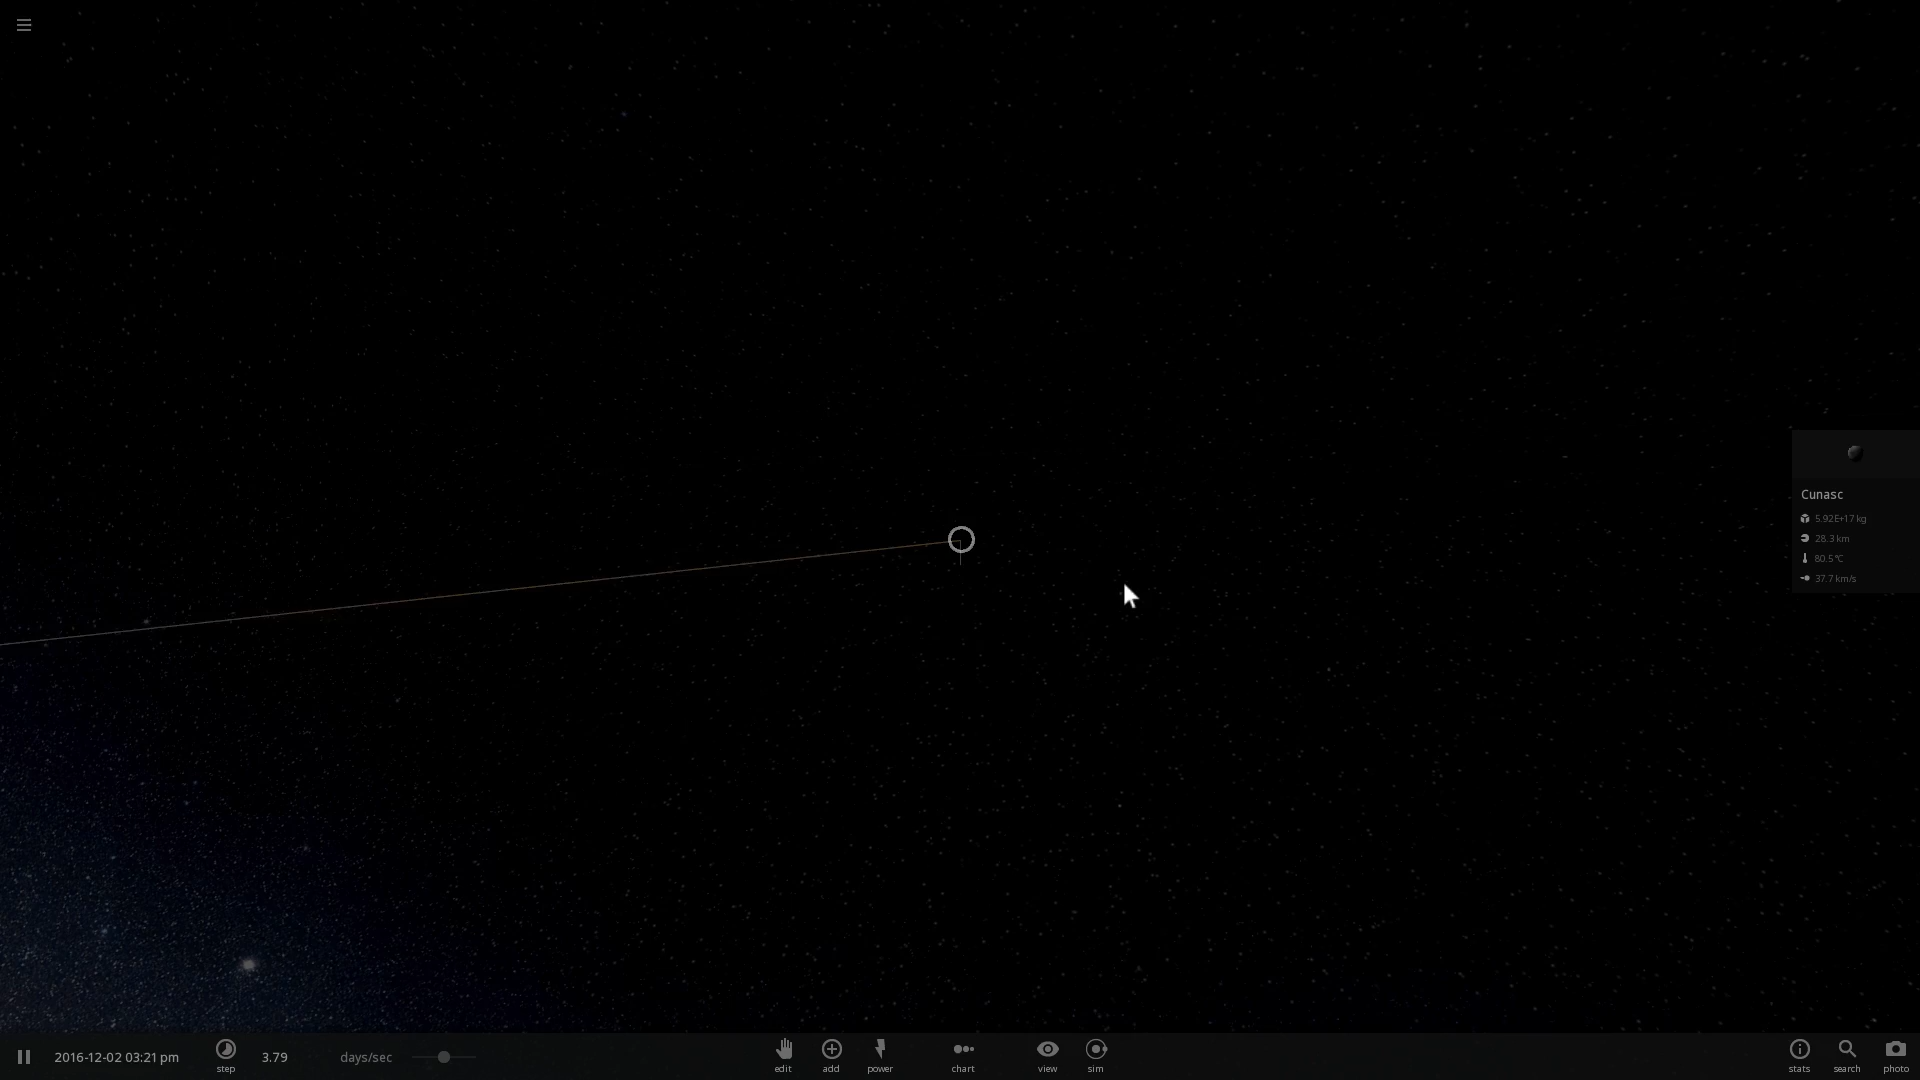 Cunasc
5.92E+17 kg
28.3 km
80.5 °C
37.7 km/s
2016-12-02 03:21 pm
step
3.79
days/sec
edit
add
power
chart
view
sim
stats
search
photo